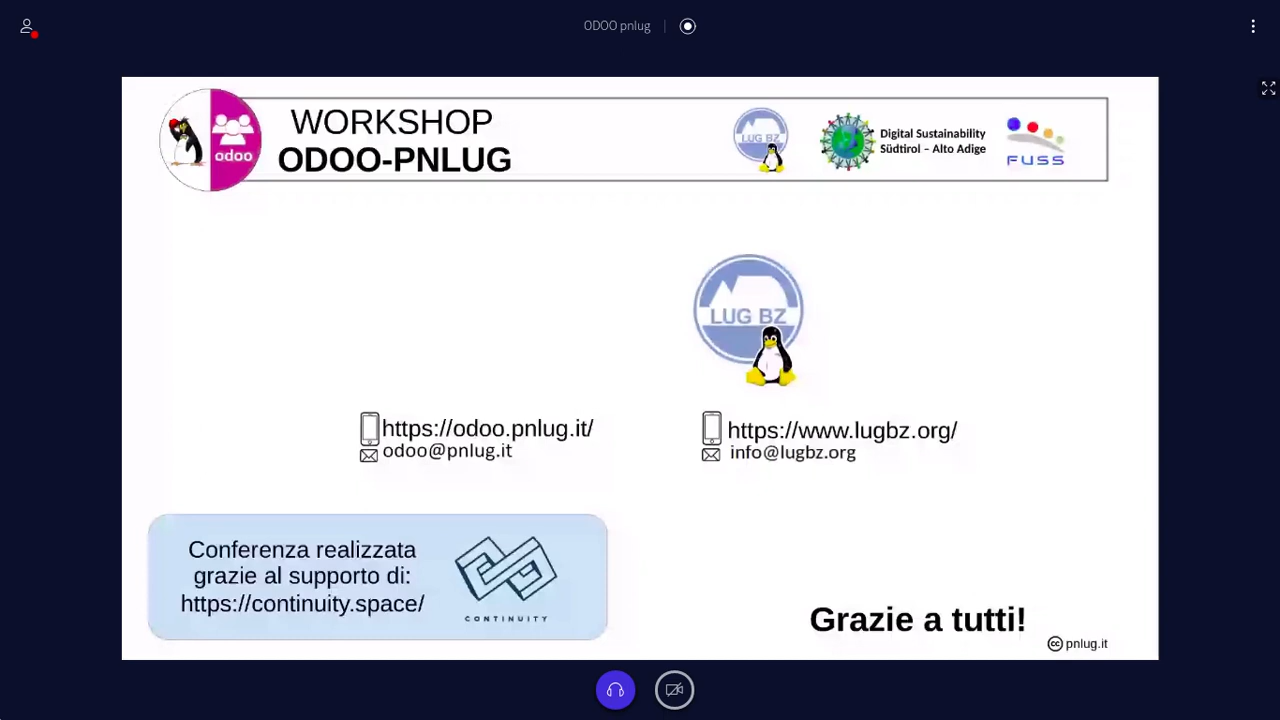 ODOO pnlug
WORKSHOP
ODOO-PNLUG
odoo
LUG BZ
Digital Sustainability
Südtirol – Alto Adige
FUSS
LUG BZ
https://odoo.pnlug.it/
odoo@pnlug.it
https://www.lugbz.org/
info@lugbz.org
Conferenza realizzata
grazie al supporto di:
https://continuity.space/
CONTINUITY
Grazie a tutti!
cc pnlug.it